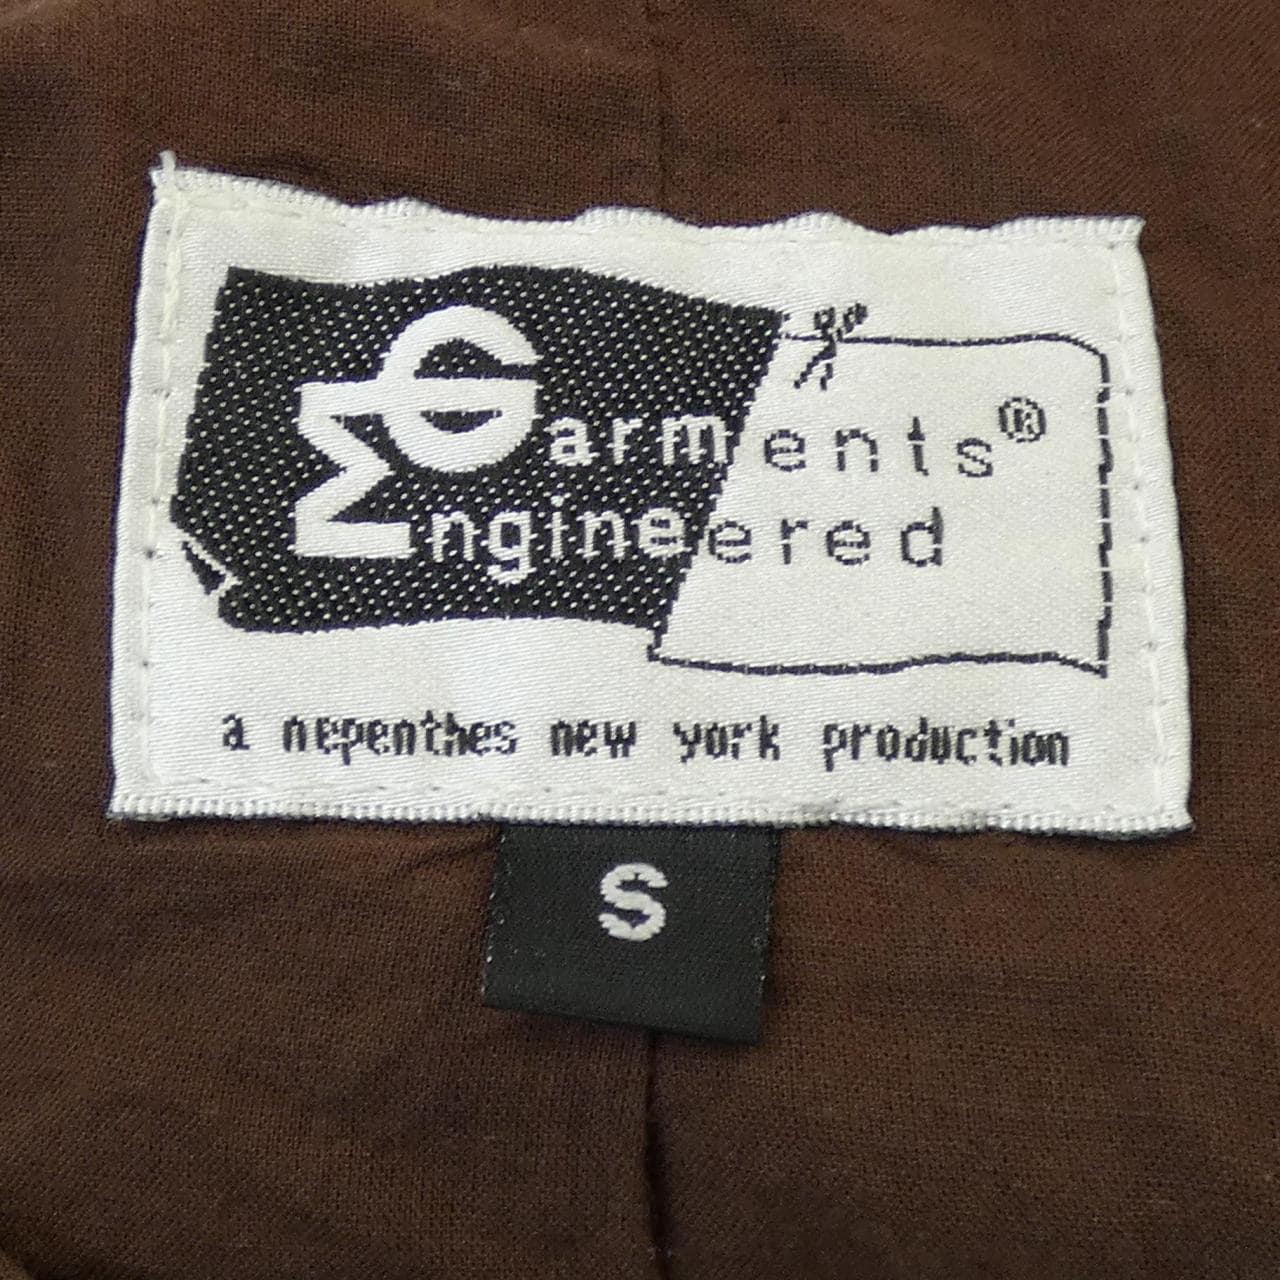 Garments®
Engineered
a nepenthes new york production
S